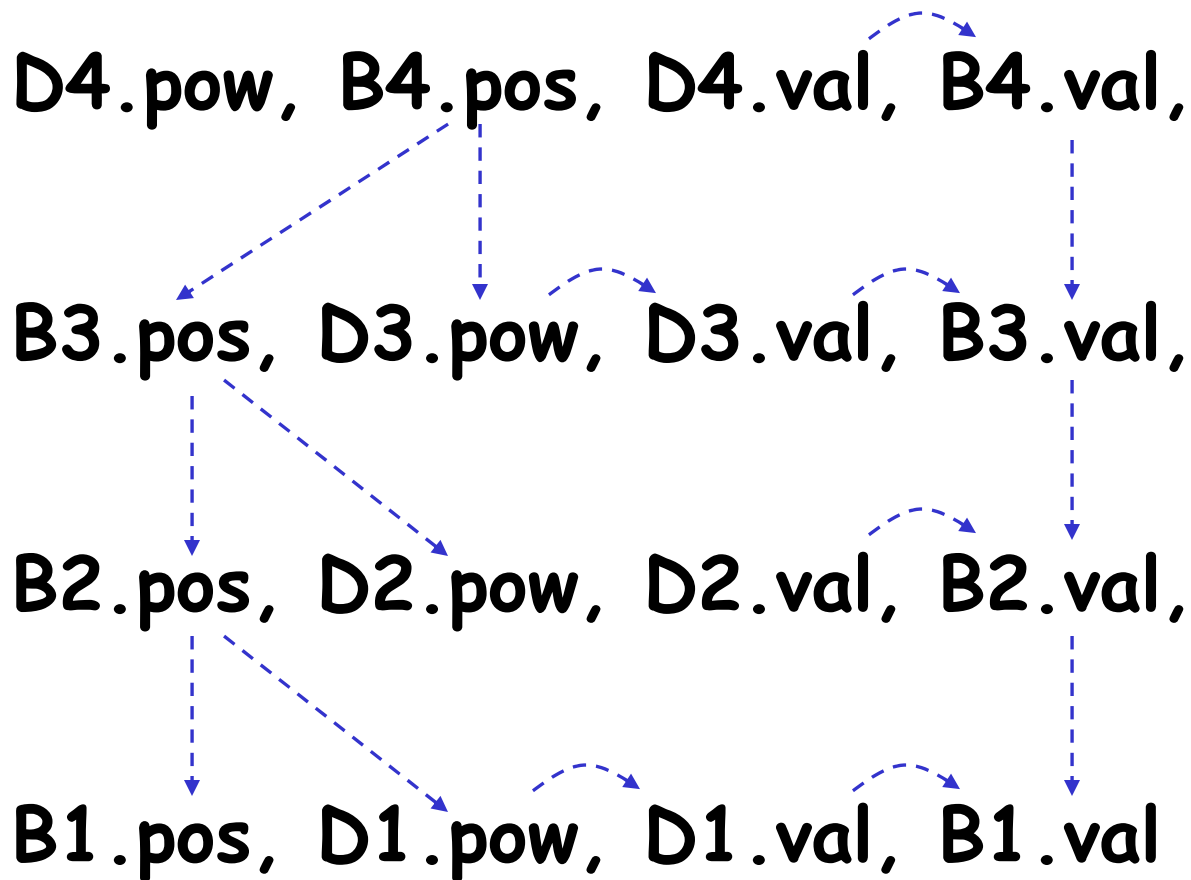 D4.pow, B4.pos, D4.val, B4.val,
B3.pos, D3.pow, D3.val, B3.val,
B2.pos, D2.pow, D2.val, B2.val,
B1.pos, D1.pow, D1.val, B1.val